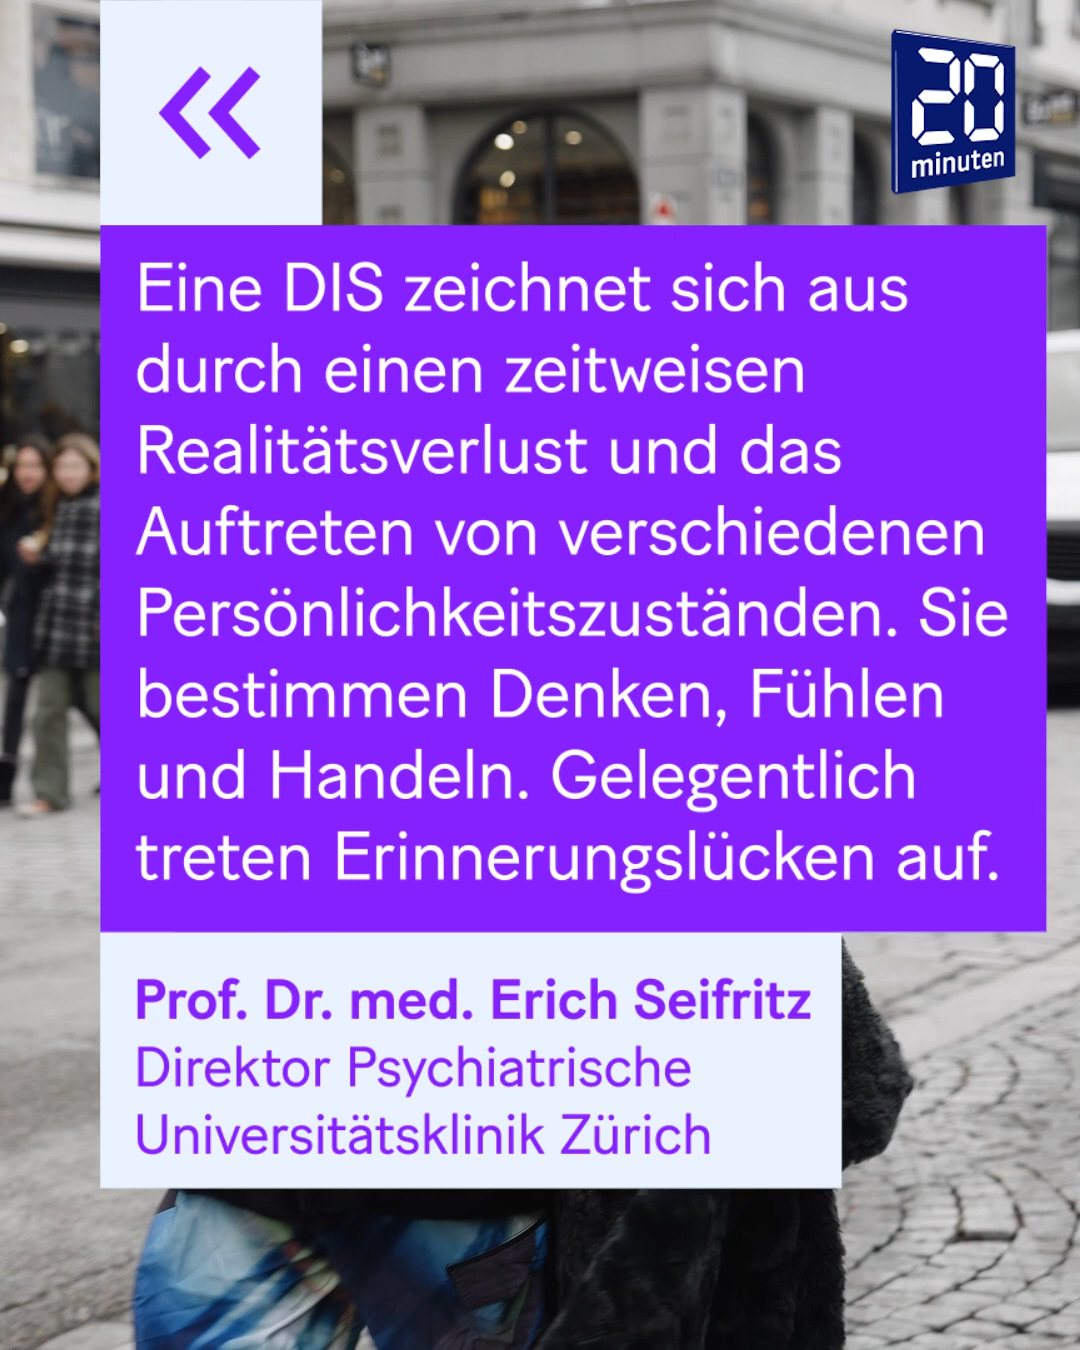 «
20
minuten
Eine DIS zeichnet sich aus
durch einen zeitweisen
Realitätsverlust und das
Auftreten von verschiedenen
Persönlichkeitszuständen. Sie
bestimmen Denken, Fühlen
und Handeln. Gelegentlich
treten Erinnerungslücken auf.
Prof. Dr. med. Erich Seifritz
Direktor Psychiatrische
Universitätsklinik Zürich